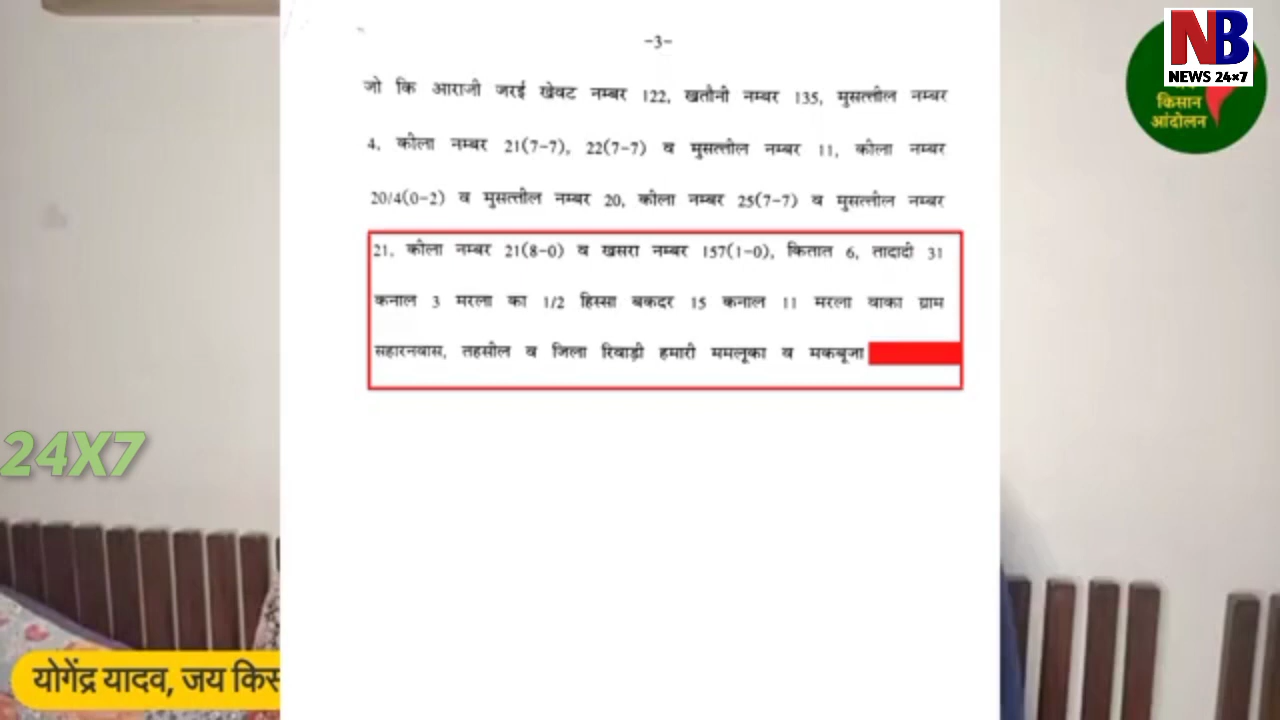 -3-
जो कि आराजी जरई खेवट नम्बर 122, खतौनी नम्बर 135, मुसत्तील नम्बर
4, कीला नम्बर 21(7-7), 22(7-7) व मुसत्तील नम्बर 11, कीला नम्बर
20/4(0-2) व मुसत्तील नम्बर 20, कीला नम्बर 25(7-7) व मुसत्तील नम्बर
21, कीला नम्बर 21(8-0) व खसरा नम्बर 157(1-0), कितात 6, तादादी 31
कनाल 3 मरला का 1/2 हिस्सा बकदर 15 कनाल 11 मरला वाका ग्राम
सहारनवास, तहसील व जिला रिवाड़ी हमारी ममलूका व मकबूजा
NB
NEWS 24×7
किसान
आंदोलन
24X7
योगेंद्र यादव, जय